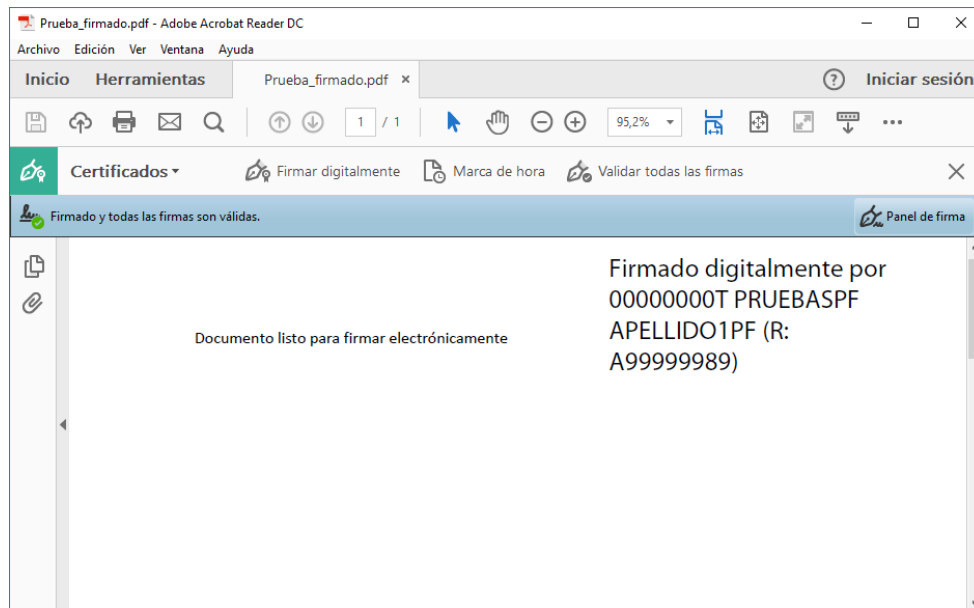 Prueba_firmado.pdf - Adobe Acrobat Reader DC
Archivo Edición Ver Ventana Ayuda
Inicio Herramientas Prueba_firmado.pdf × ? Iniciar sesión
1 / 1 95,2%
Certificados Firmar digitalmente Marca de hora Validar todas las firmas
Firmado y todas las firmas son válidas. Panel de firma
Firmado digitalmente por
00000000T PRUEBASPF
Documento listo para firmar electrónicamente
APELLIDO1PF (R:
A99999989)